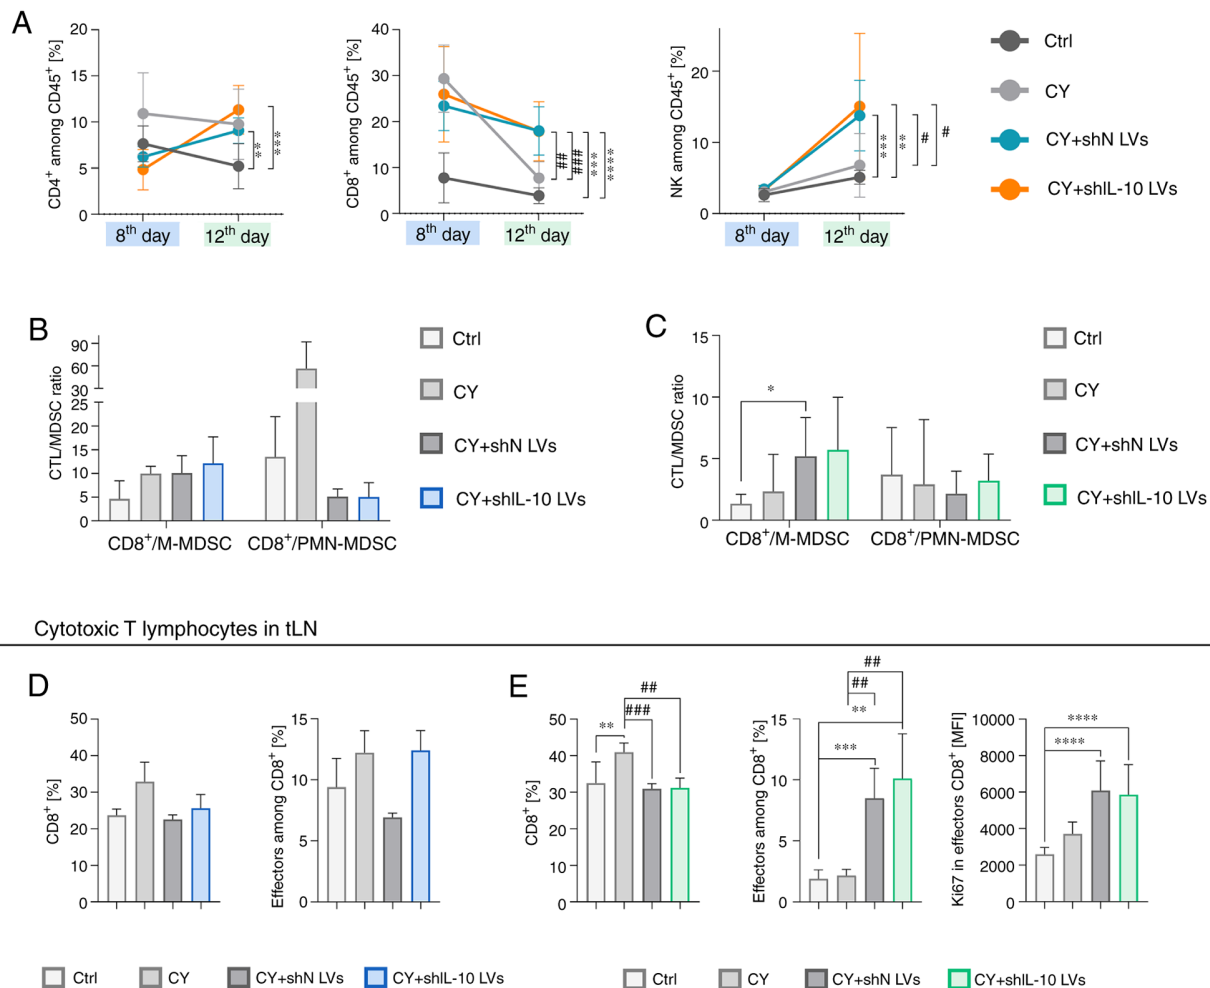 A
CD4+ among CD45+ [%]
20
15
10
5
0
8th day
12th day
**
***
CD8+ among CD45+ [%]
40
30
20
10
0
8th day
12th day
##
###
***
****
NK among CD45+ [%]
20
10
0
8th day
12th day
***
**
#
#
Ctrl
CY
CY+shN LVs
CY+shIL-10 LVs
B
CTL/MDSC ratio
90
60
30
25
20
15
10
5
0
CD8+/M-MDSC
CD8+/PMN-MDSC
Ctrl
CY
CY+shN LVs
CY+shIL-10 LVs
C
CTL/MDSC ratio
15
10
5
0
*
CD8+/M-MDSC
CD8+/PMN-MDSC
Ctrl
CY
CY+shN LVs
CY+shIL-10 LVs
Cytotoxic T lymphocytes in tLN
D
CD8+ [%]
50
40
30
20
10
0
Effectors among CD8+ [%]
15
10
5
0
E
CD8+ [%]
50
40
30
20
10
0
**
###
##
Effectors among CD8+ [%]
15
10
5
0
##
##
**
***
Ki67 in effectors CD8+ [MFI]
10000
8000
6000
4000
2000
0
****
****
Ctrl
CY
CY+shN LVs
CY+shIL-10 LVs
Ctrl
CY
CY+shN LVs
CY+shIL-10 LVs